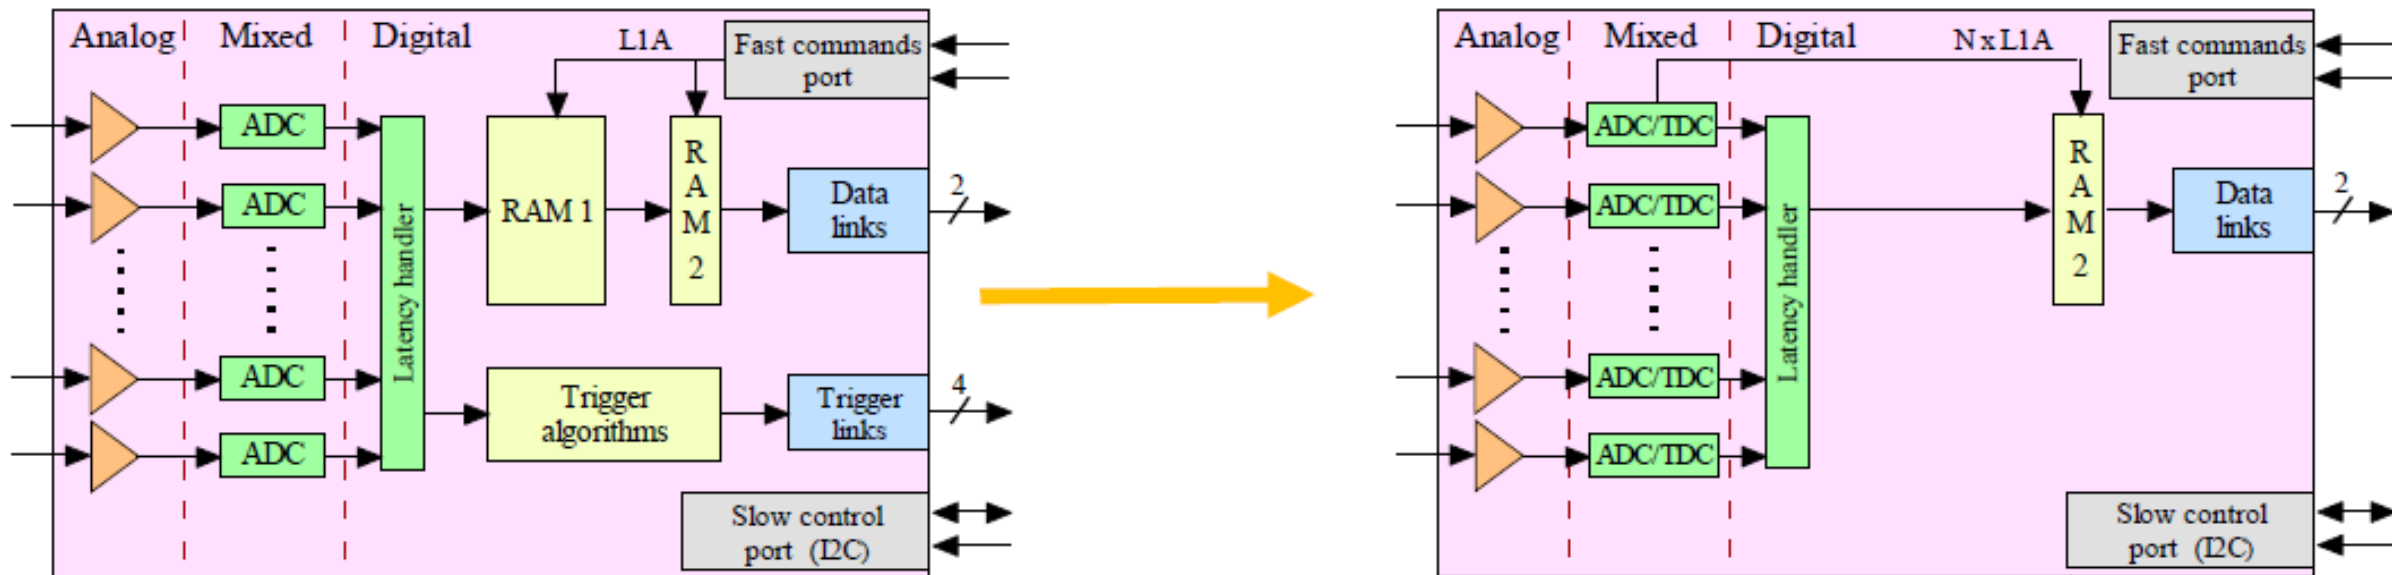 Analog
Mixed
Digital
L1A
Fast commands
port
ADC
ADC
ADC
ADC
Latency handler
RAM 1
R
A
M
2
Data
links
2
Trigger
algorithms
Trigger
links
4
Slow control
port (I2C)
Analog
Mixed
Digital
N x L1A
Fast commands
port
ADC/TDC
ADC/TDC
ADC/TDC
ADC/TDC
Latency handler
R
A
M
2
Data
links
2
Slow control
port (I2C)